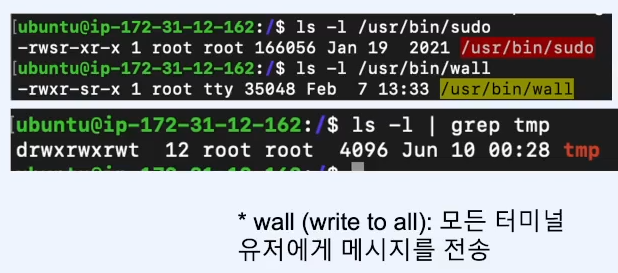 [ubuntu@ip-172-31-12-162:/$ ls -l /usr/bin/sudo
-rwsr-xr-x 1 root root 166056 Jan 19  2021 /usr/bin/sudo
[ubuntu@ip-172-31-12-162:/$ ls -l /usr/bin/wall
-rwxr-sr-x 1 root tty 35048 Feb  7 13:33 /usr/bin/wall
[ubuntu@ip-172-31-12-162:/$ ls -l | grep tmp
drwxrwxrwt  12 root root  4096 Jun 10 00:28 tmp
* wall (write to all): 모든 터미널
유저에게 메시지를 전송